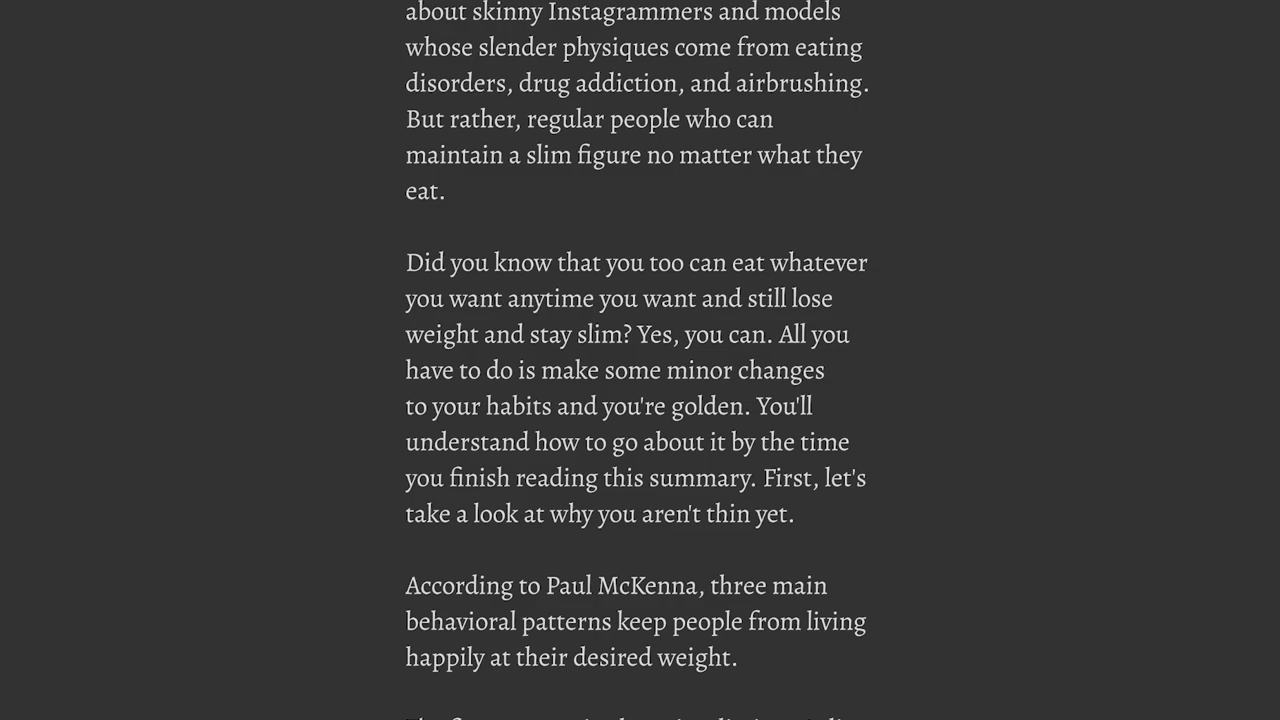 about skinny Instagrammers and models
whose slender physiques come from eating
disorders, drug addiction, and airbrushing.
But rather, regular people who can
maintain a slim figure no matter what they
eat.
Did you know that you too can eat whatever
you want anytime you want and still lose
weight and stay slim? Yes, you can. All you
have to do is make some minor changes
to your habits and you're golden. You'll
understand how to go about it by the time
you finish reading this summary. First, let's
take a look at why you aren't thin yet.
According to Paul McKenna, three main
behavioral patterns keep people from living
happily at their desired weight.